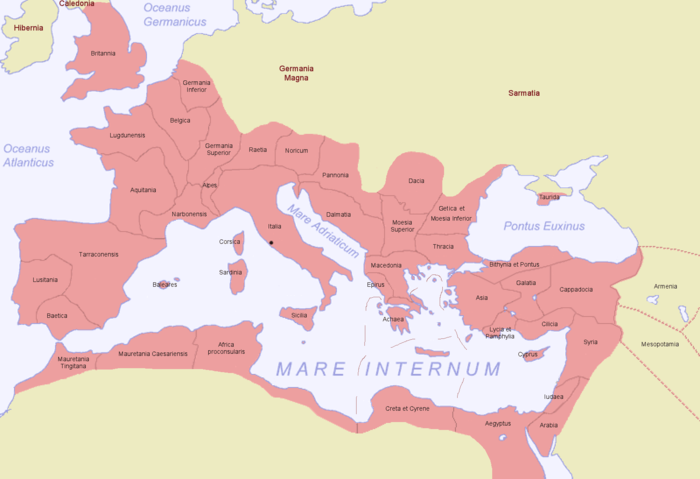 Caledonia
Oceanus
Germanicus
Hibernia
Britannia
Germania
Magna
Sarmatia
Germania
Inferior
Belgica
Lugdunensis
Oceanus
Atlanticus
Germania
Superior
Raetia
Noricum
Pannonia
Dacia
Aquitania
Alpes
Taurida
Narbonensis
Italia
Mare Adriaticum
Dalmatia
Moesia
Superior
Getica et
Moesia Inferior
Pontus Euxinus
Corsica
Thracia
Tarraconensis
Sardinia
Macedonia
Bithynia et Pontus
Lusitania
Baleares
Epirus
Galatia
Cappadocia
Armenia
Asia
Baetica
Sicilia
Achaea
Lycia et
Pamphylia
Cilicia
Syria
Mesopotamia
Mauretania
Tingitana
Mauretania Caesariensis
Africa
proconsularis
Cyprus
MARE INTERNUM
Iudaea
Creta et Cyrene
Aegyptus
Arabia